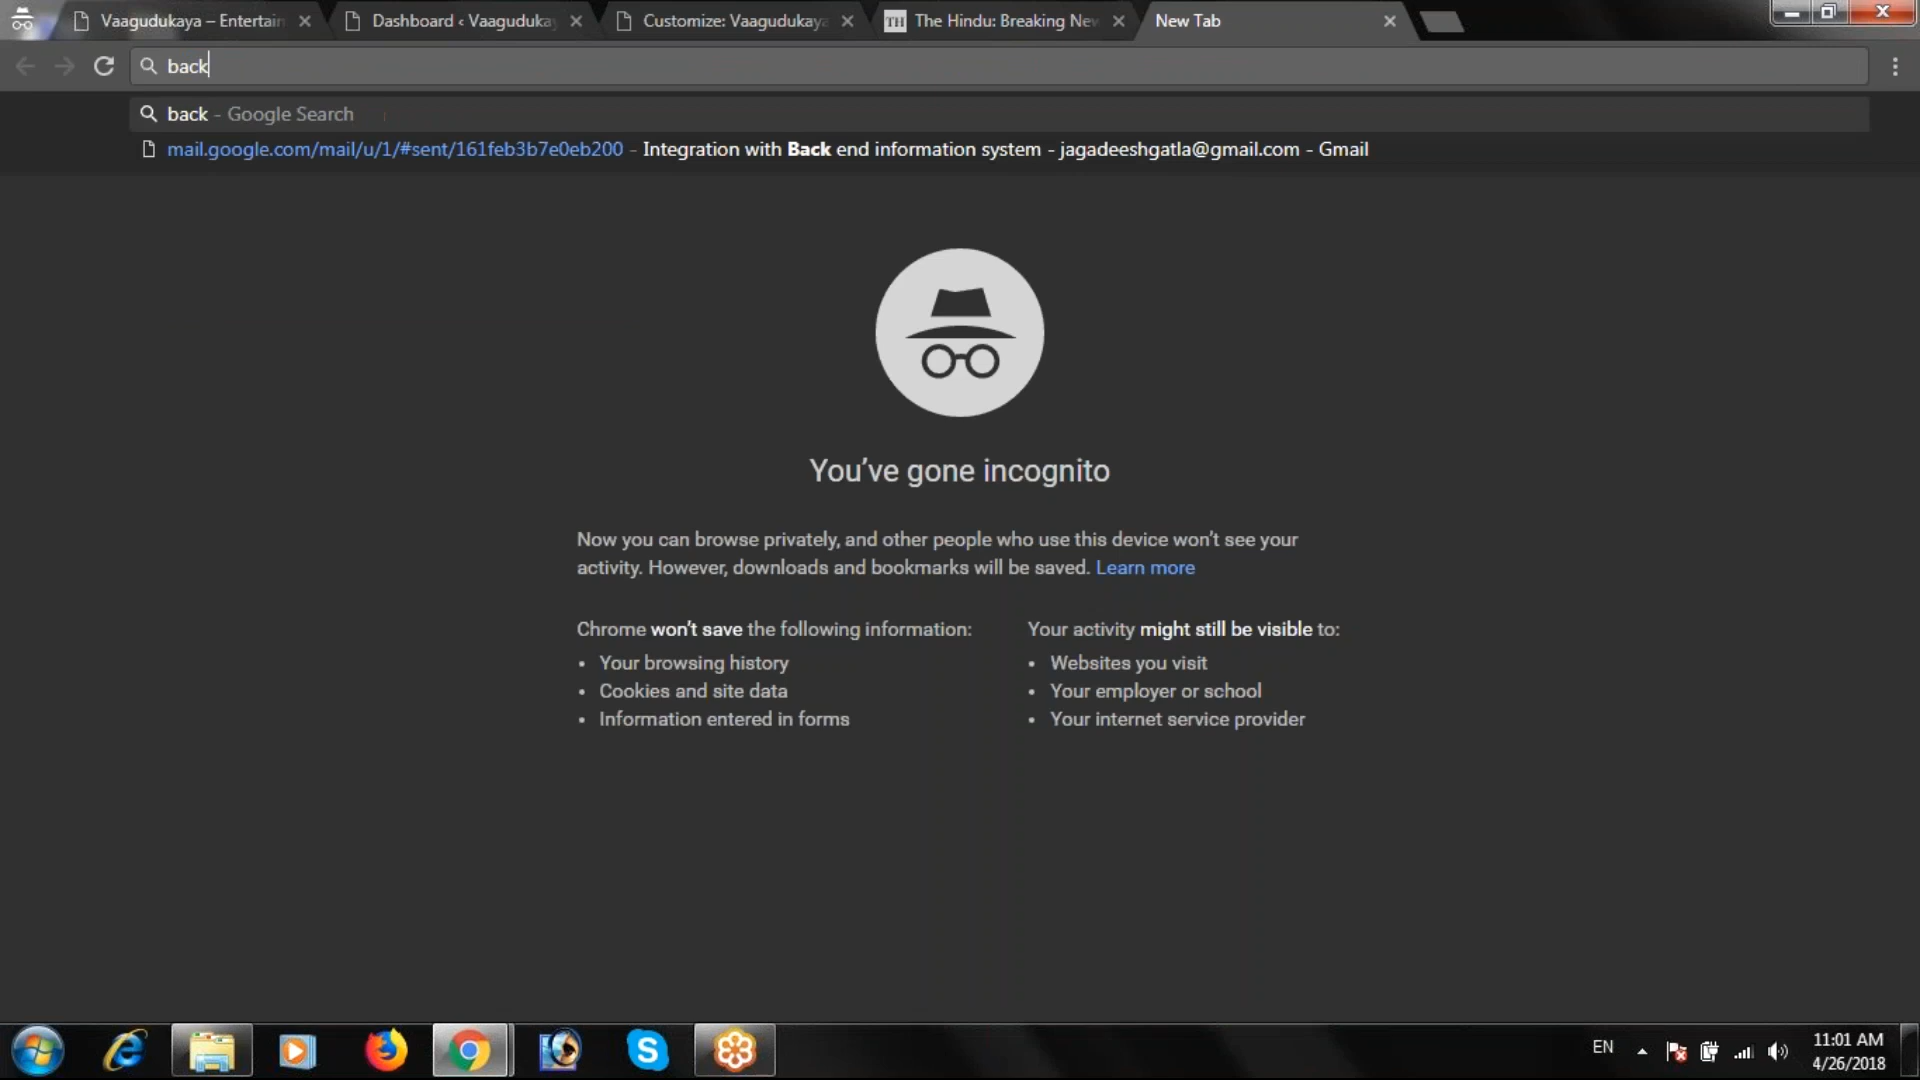 Vaagudukaya – Entertain
Dashboard ‹ Vaagudukay
Customize: Vaagudukaya
TH The Hindu: Breaking New
New Tab
back
back - Google Search
mail.google.com/mail/u/1/#sent/161feb3b7e0eb200 - Integration with Back end information system - jagadeeshgatla@gmail.com - Gmail
You've gone incognito
Now you can browse privately, and other people who use this device won't see your
activity. However, downloads and bookmarks will be saved. Learn more
Chrome won't save the following information:
• Your browsing history
• Cookies and site data
• Information entered in forms
Your activity might still be visible to:
• Websites you visit
• Your employer or school
• Your internet service provider
EN
11:01 AM
4/26/2018